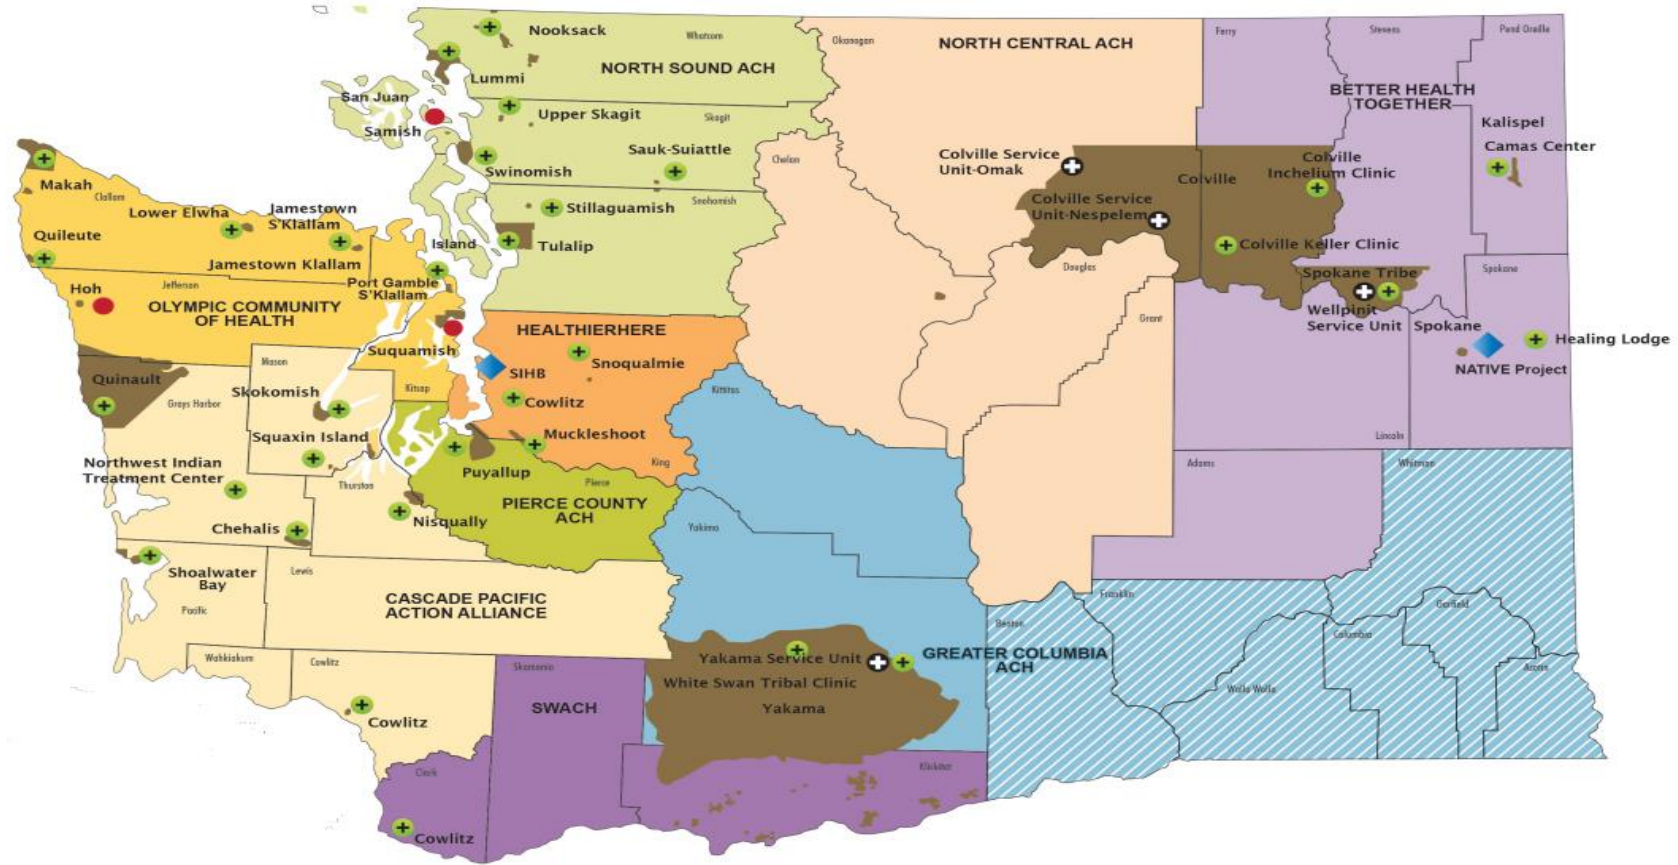 Nooksack
Whatcom
Okanogan
NORTH CENTRAL ACH
Ferry
Stevens
Pend Oreille
Lummi
NORTH SOUND ACH
San Juan
Samish
Upper Skagit
Skagit
BETTER HEALTH
TOGETHER
Kalispel
Camas Center
Sauk-Suiattle
Swinomish
Chelan
Colville Service
Unit-Omak
Colville
Inchelium Clinic
Colville
Makah
Clallam
Lower Elwha
Jamestown
S'Klallam
Stillaguamish
Snohomish
Colville Service
Unit-Nespelem
Quileute
Island
Tulalip
Colville Keller Clinic
Jamestown Klallam
Douglas
Spokane Tribe
Spokane
Hoh
Jefferson
Port Gamble
S'Klallam
OLYMPIC COMMUNITY
OF HEALTH
Grant
Wellpinit
Service Unit
Spokane
Healing Lodge
NATIVE Project
HEALTHIERHERE
Suquamish
Snoqualmie
Mason
Quinault
SIHB
Skokomish
Kitsap
Kittitas
Grays Harbor
Cowlitz
Squaxin Island
Muckleshoot
Lincoln
Northwest Indian
Treatment Center
King
Puyallup
Adams
Whitman
Thurston
Pierce
PIERCE COUNTY
ACH
Chehalis
Nisqually
Yakima
Shoalwater
Bay
Lewis
CASCADE PACIFIC
ACTION ALLIANCE
Pacific
Franklin
Benton
Garfield
Columbia
Wahkiakum
Cowlitz
Skamania
Yakama Service Unit
GREATER COLUMBIA
ACH
Asotin
White Swan Tribal Clinic
Walla Walla
Yakama
SWACH
Cowlitz
Clark
Klickitat
Cowlitz